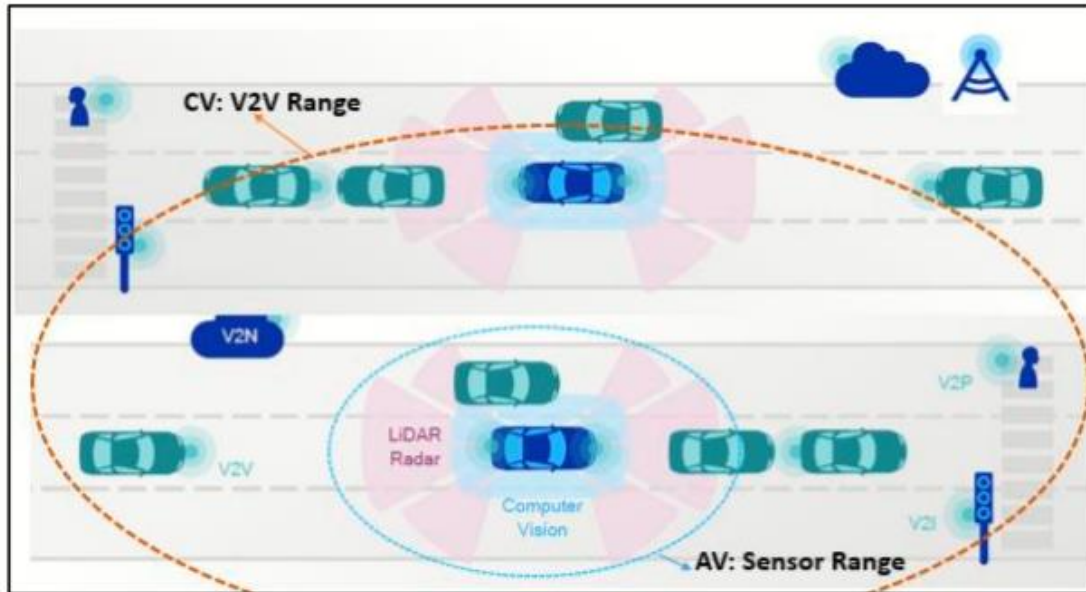 CV: V2V Range
V2N
V2P
LiDAR
Radar
V2V
Computer
Vision
V2I
AV: Sensor Range